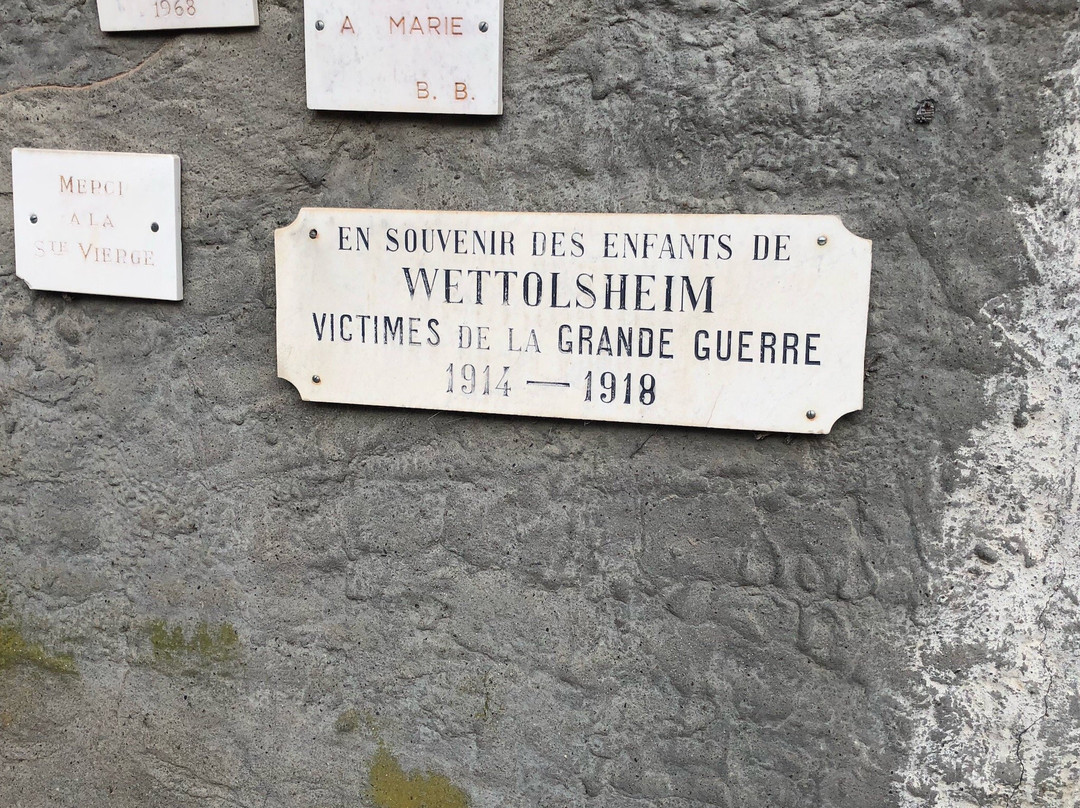 1968
A MARIE
B. B.
MERCI
A LA
STE VIERGE
EN SOUVENIR DES ENFANTS DE
WETTOLSHEIM
VICTIMES DE LA GRANDE GUERRE
1914 — 1918